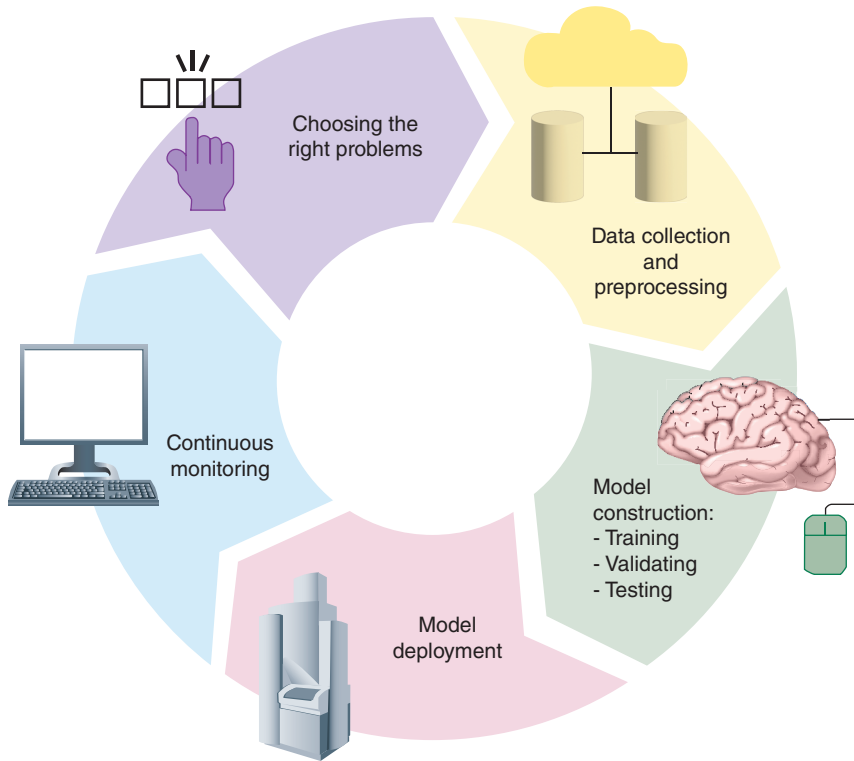 Choosing the
right problems
Data collection
and
preprocessing
Model
construction:
- Training
- Validating
- Testing
Model
deployment
Continuous
monitoring